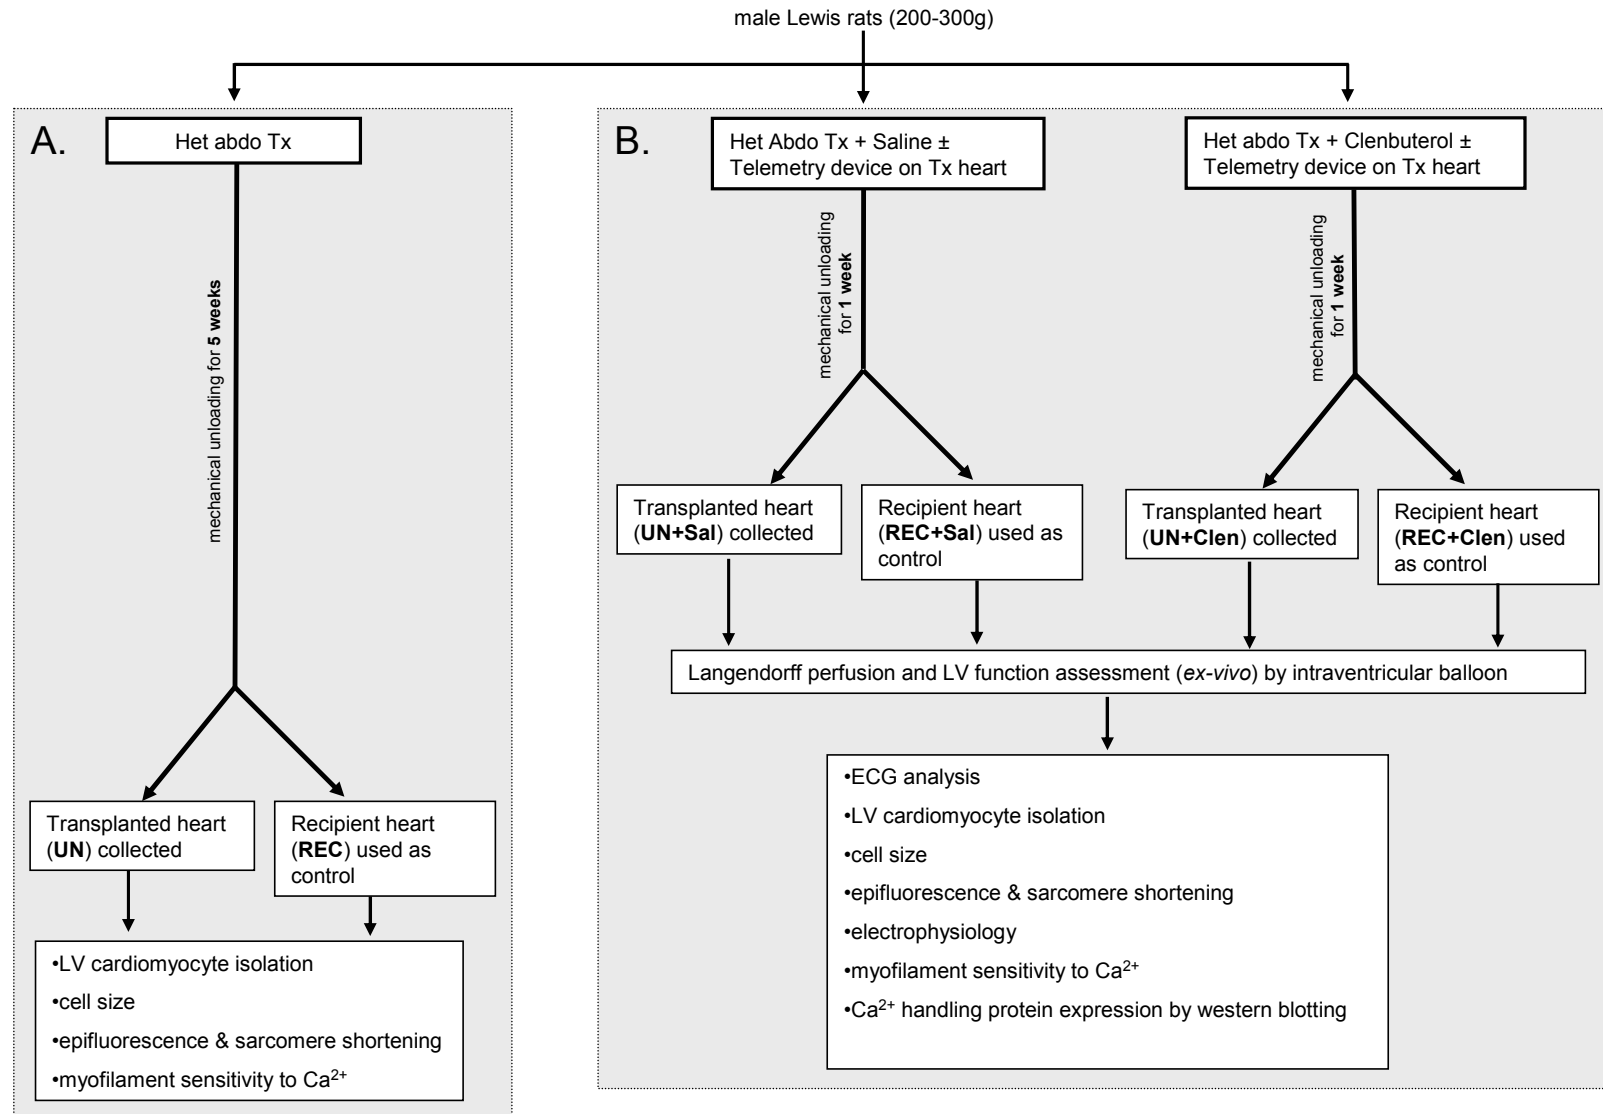 male Lewis rats (200-300g)
A.
Het abdo Tx
mechanical unloading for 5 weeks
Transplanted heart
(UN) collected
Recipient heart
(REC) used as
control
•LV cardiomyocyte isolation
•cell size
•epifluorescence & sarcomere shortening
•myofilament sensitivity to Ca²⁺
B.
Het Abdo Tx + Saline ±
Telemetry device on Tx heart
Het abdo Tx + Clenbuterol ±
Telemetry device on Tx heart
mechanical unloading
for 1 week
mechanical unloading
for 1 week
Transplanted heart
(UN+Sal) collected
Recipient heart
(REC+Sal) used as
control
Transplanted heart
(UN+Clen) collected
Recipient heart
(REC+Clen) used
as control
Langendorff perfusion and LV function assessment (ex-vivo) by intraventricular balloon
•ECG analysis
•LV cardiomyocyte isolation
•cell size
•epifluorescence & sarcomere shortening
•electrophysiology
•myofilament sensitivity to Ca²⁺
•Ca²⁺ handling protein expression by western blotting